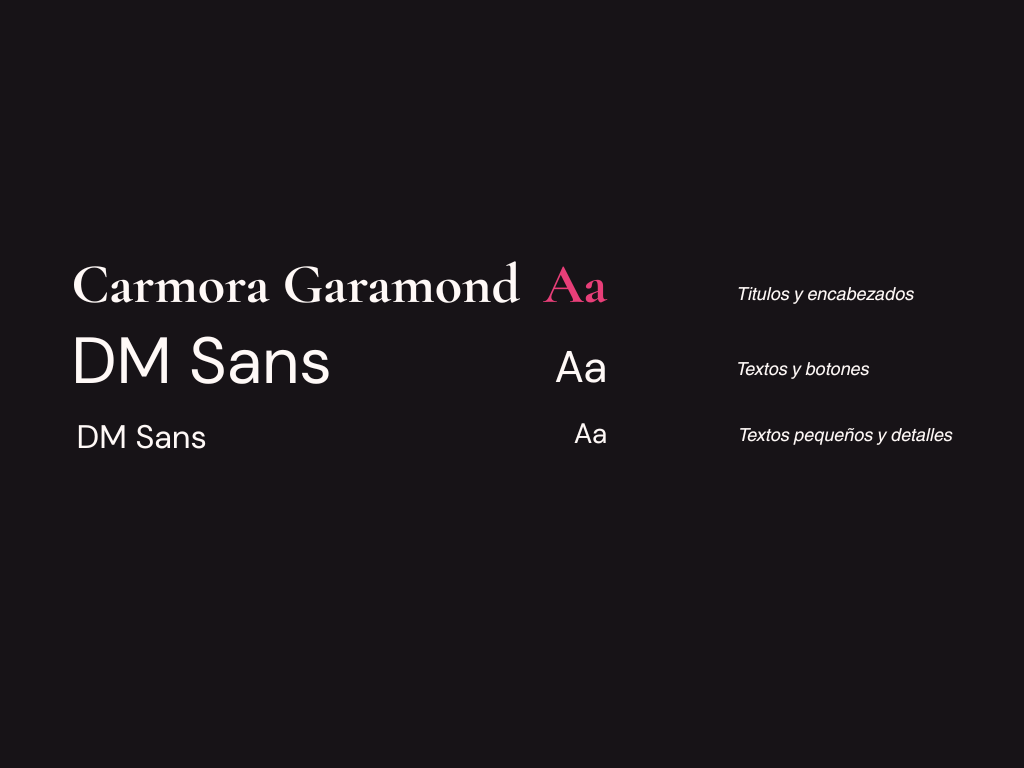 Carmora Garamond Aa Titulos y encabezados
DM Sans Aa Textos y botones
DM Sans Aa Textos pequeños y detalles